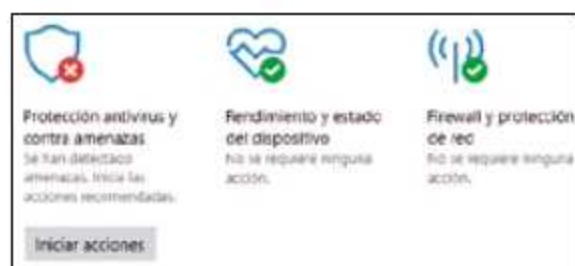 Protección antivirus y
contra amenazas
Se han detectado
amenazas. Inicia las
acciones recomendadas.
Iniciar acciones
Rendimiento y estado
del dispositivo
No se requiere ninguna
acción.
Firewall y protección
de red
No se requiere ninguna
acción.